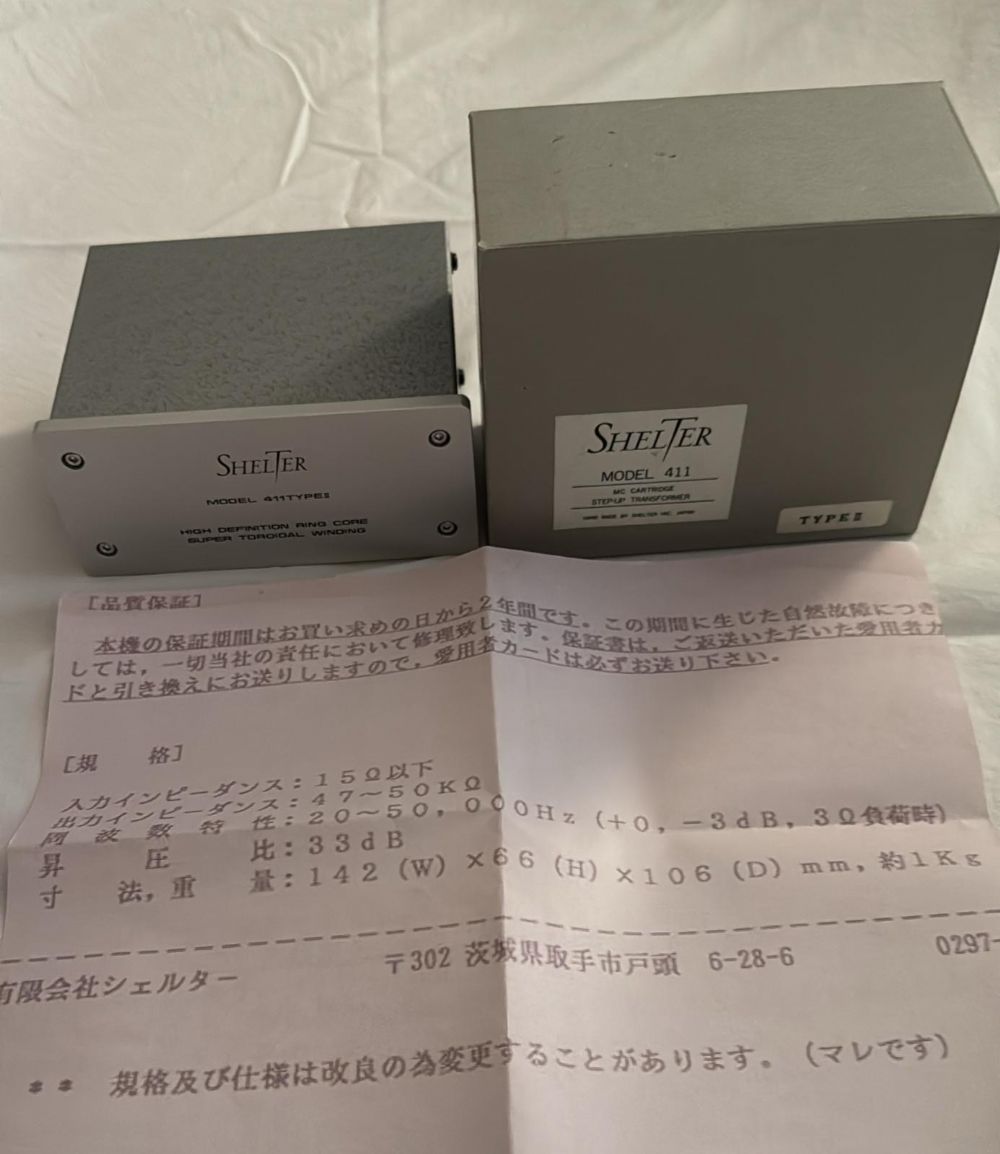 SHELTER
MODEL 411TYPEⅡ
HIGH DEFINITION RING CORE
SUPER TOROIDAL WINDING
SHELTER
MODEL 411
MC CARTRIDGE
STEP-UP TRANSFORMER
HAND MADE BY SHELTER INC. JAPAN
TYPEⅡ
［品質保証］
本機の保証期間はお買い求めの日から２年間です。この期間に生じた自然故障につき
しては，一切当社の責任において修理致します。保証書は，ご返送いただいた愛用者カ
ドと引き換えにお送りしますので，愛用者カードは必ずお送り下さい。
［規　　格］
入力インピーダンス：１５Ω以下
出力インピーダンス：４７～５０ＫΩ
周波数特性：２０～５０，０００Ｈｚ（＋０，－３ｄＢ，３Ω負荷時）
昇圧比：３３ｄＢ
寸法，重量：１４２（Ｗ）×６６（Ｈ）×１０６（Ｄ）ｍｍ，約１Ｋｇ
有限会社シェルター　〒302 茨城県取手市戸頭　6-28-6　0297-
＊＊　規格及び仕様は改良の為変更することがあります。（マレです）